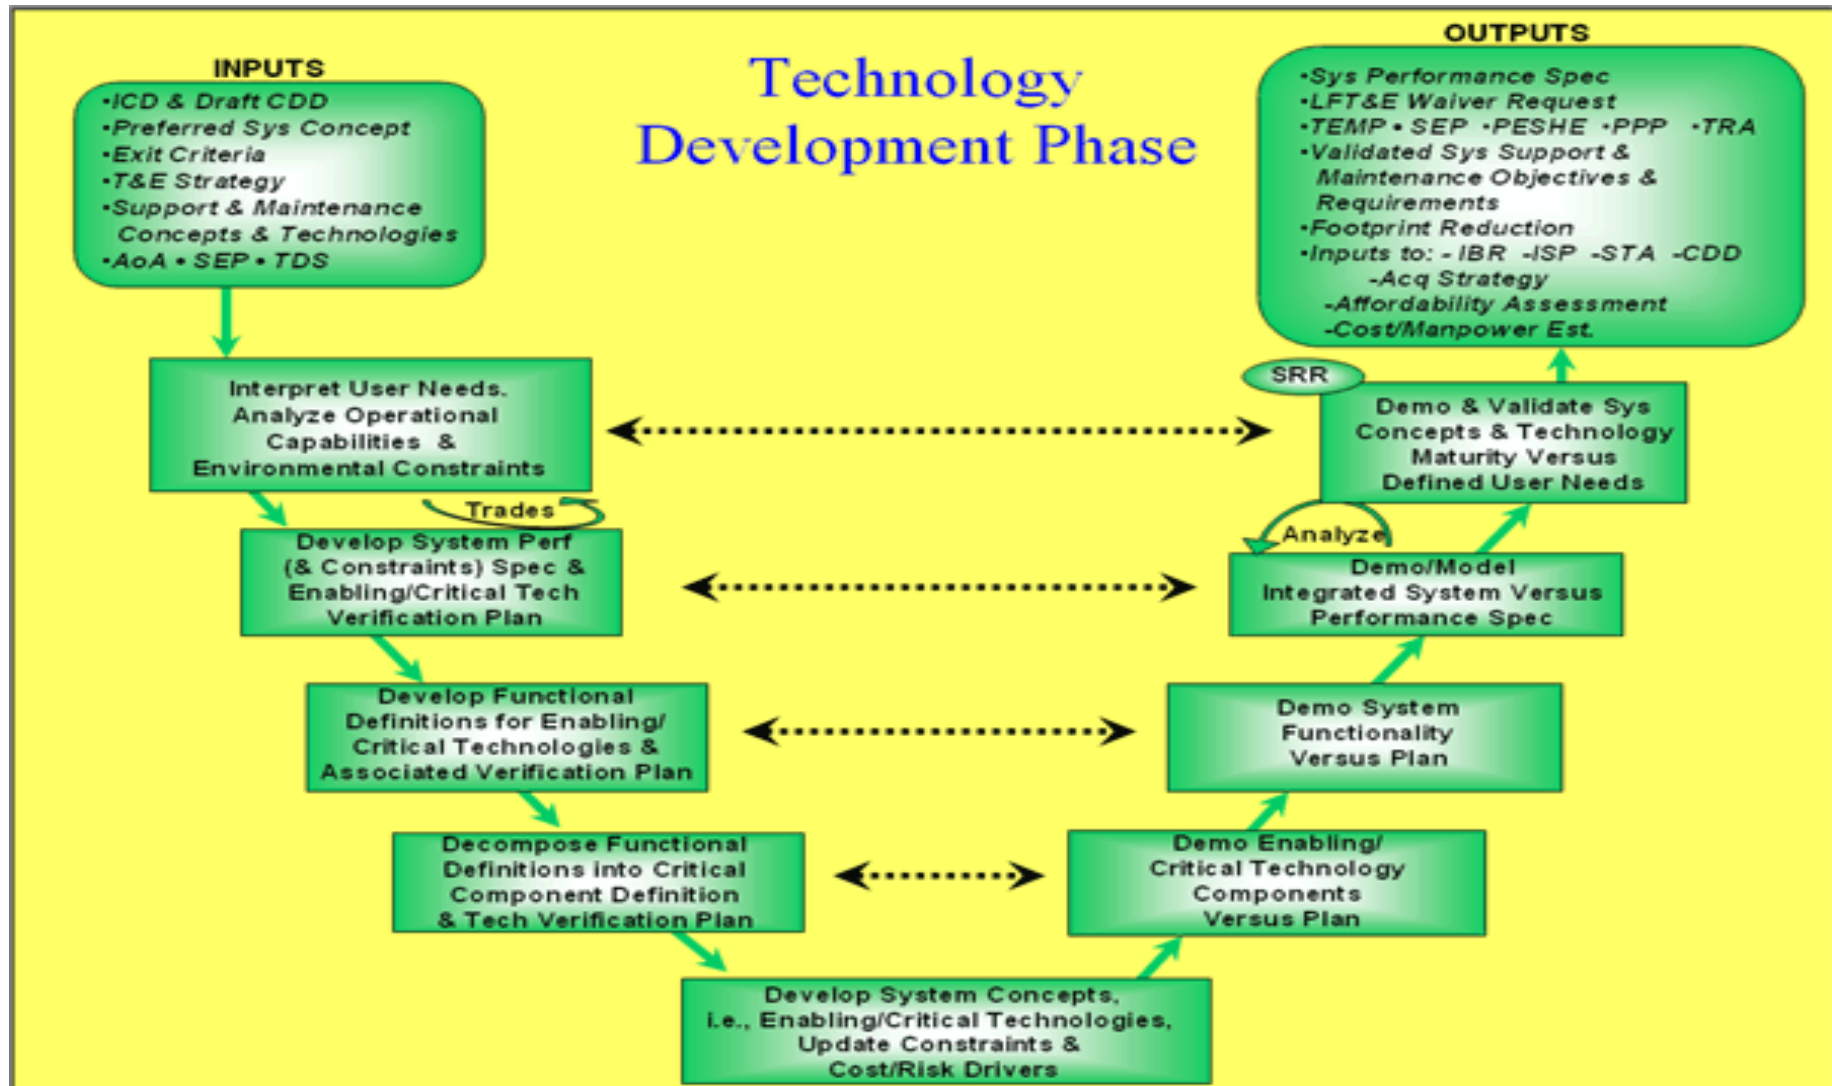 Technology
Development Phase
INPUTS
•ICD & Draft CDD
•Preferred Sys Concept
•Exit Criteria
•T&E Strategy
•Support & Maintenance
Concepts & Technologies
•AoA • SEP • TDS
Interpret User Needs.
Analyze Operational
Capabilities &
Environmental Constraints
Trades
Develop System Perf
(& Constraints) Spec &
Enabling/Critical Tech
Verification Plan
Develop Functional
Definitions for Enabling/
Critical Technologies &
Associated Verification Plan
Decompose Functional
Definitions into Critical
Component Definition
& Tech Verification Plan
Develop System Concepts,
i.e., Enabling/Critical Technologies,
Update Constraints &
Cost/Risk Drivers
Demo Enabling/
Critical Technology
Components
Versus Plan
Demo System
Functionality
Versus Plan
Demo/Model
Integrated System Versus
Performance Spec
Analyze
Demo & Validate Sys
Concepts & Technology
Maturity Versus
Defined User Needs
SRR
OUTPUTS
•Sys Performance Spec
•LFT&E Waiver Request
•TEMP • SEP •PESHE •PPP •TRA
•Validated Sys Support &
Maintenance Objectives &
Requirements
•Footprint Reduction
•Inputs to: - IBR -ISP -STA -CDD
-Acq Strategy
-Affordability Assessment
-Cost/Manpower Est.